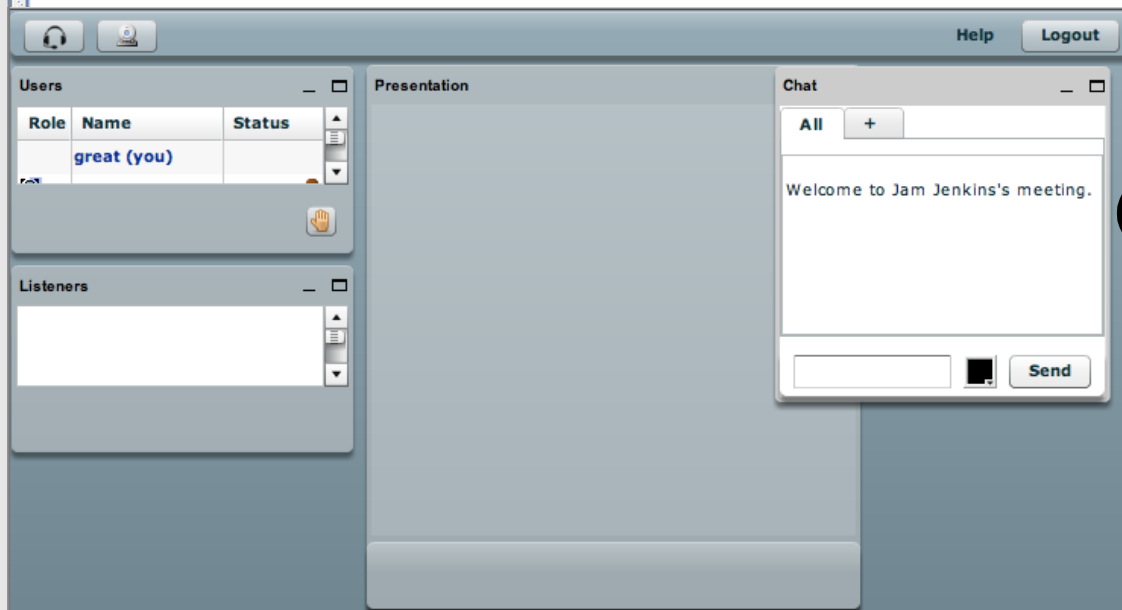 Help Logout
Users
Role Name Status
great (you)
Listeners
Presentation
Chat
All +
Welcome to Jam Jenkins's meeting.
Send